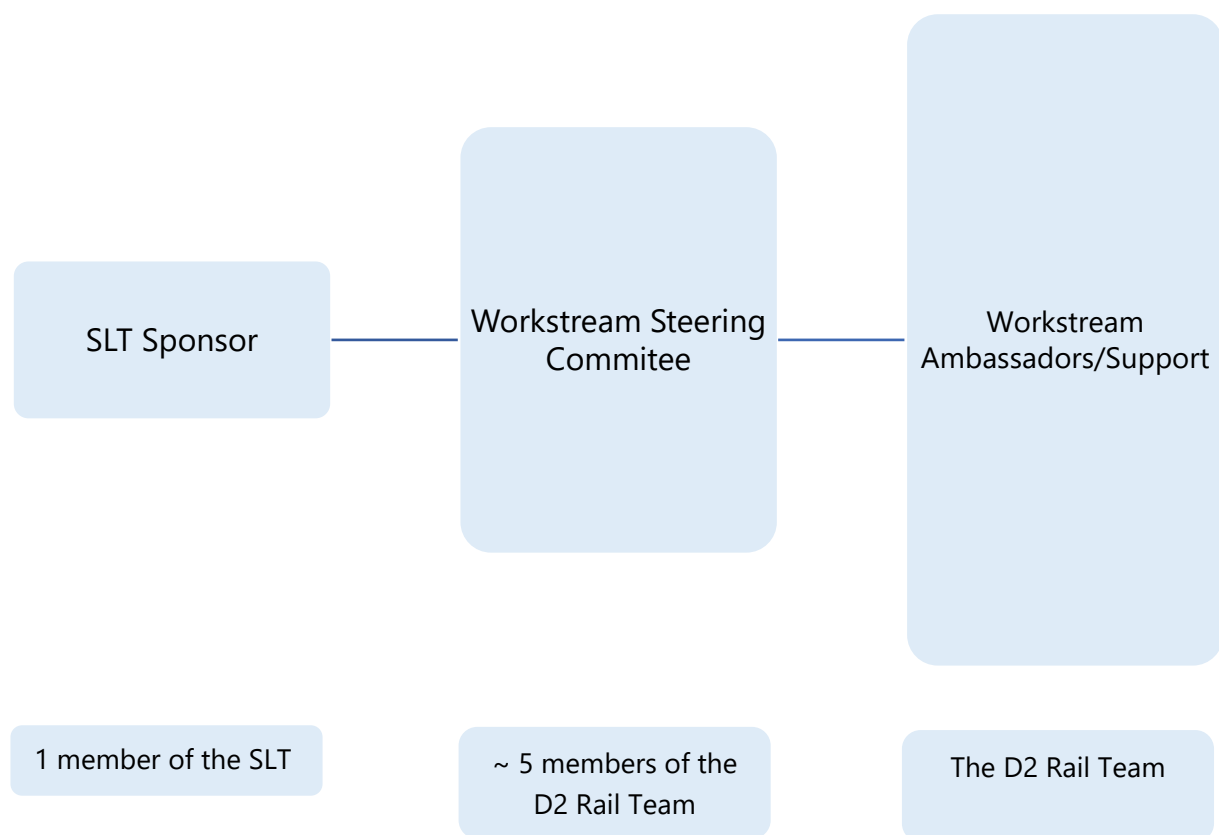 SLT Sponsor
Workstream Steering
Commitee
Workstream
Ambassadors/Support
1 member of the SLT
~ 5 members of the
D2 Rail Team
The D2 Rail Team